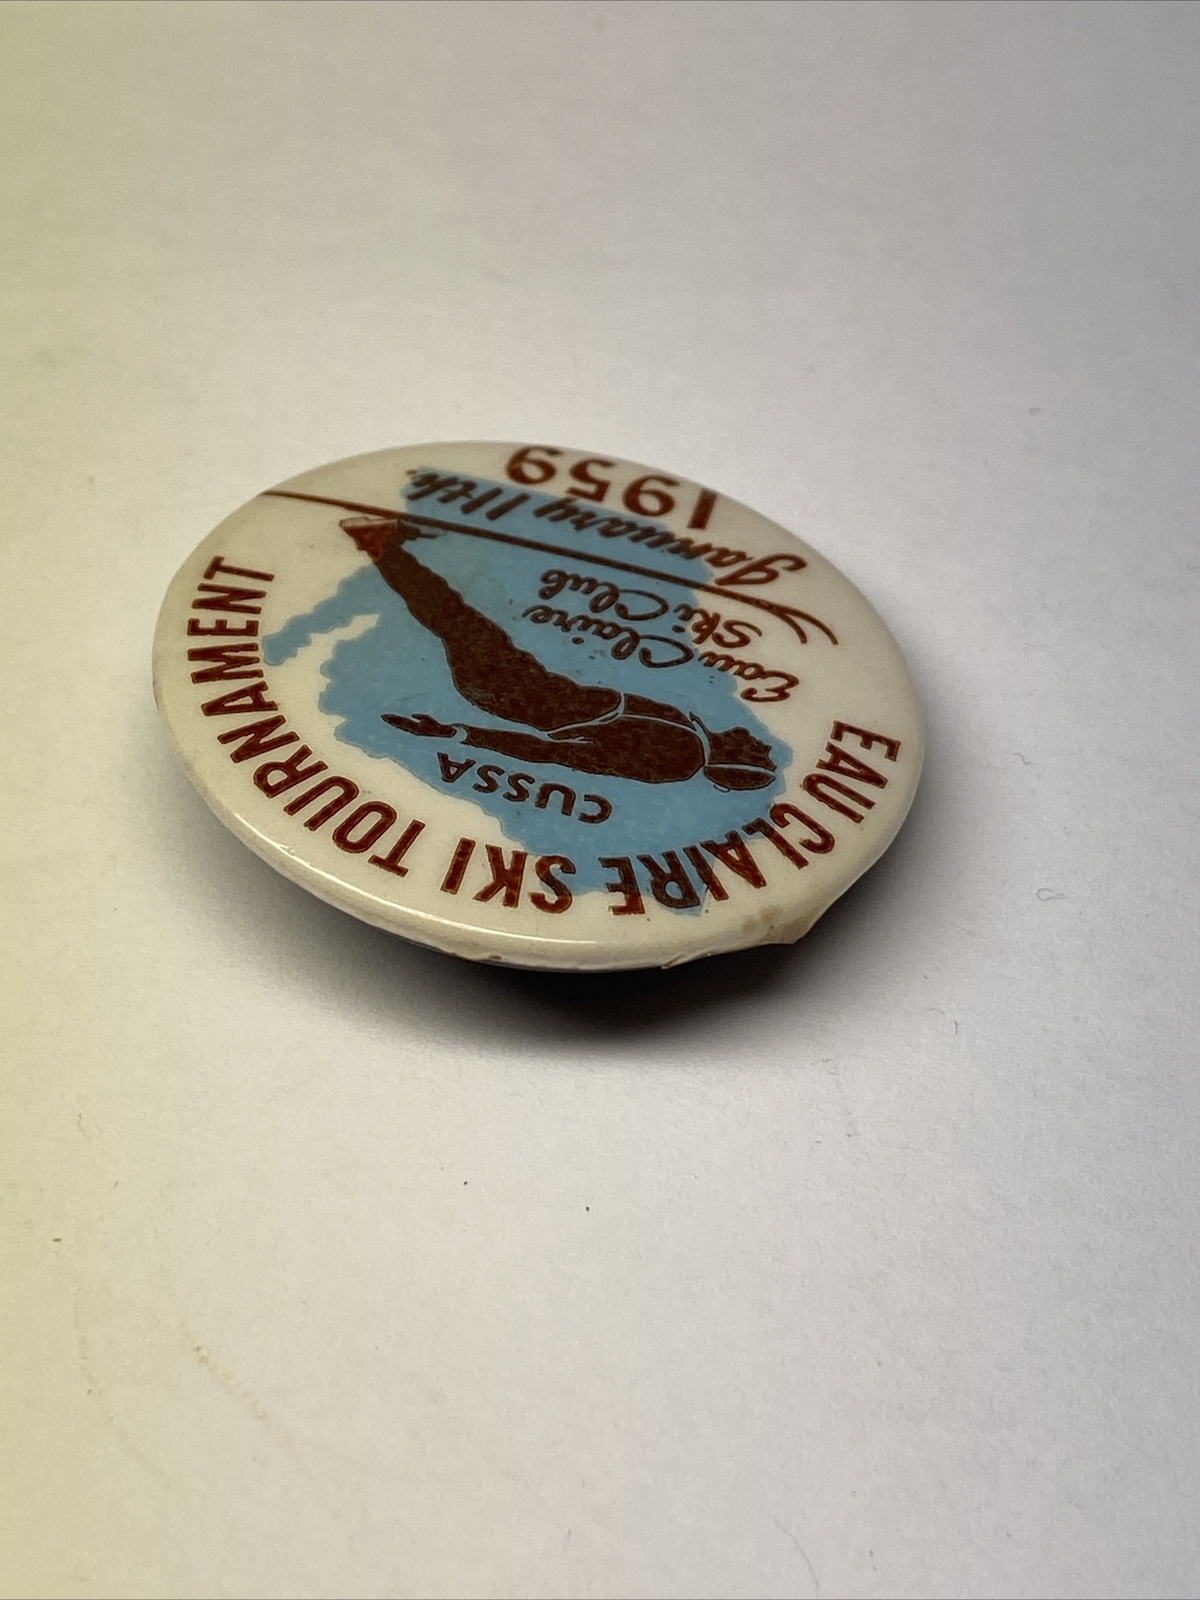 EAU CLAIRE SKI TOURNAMENT
CUSSA
Eau Claire
Ski Club
January 11th.
1959